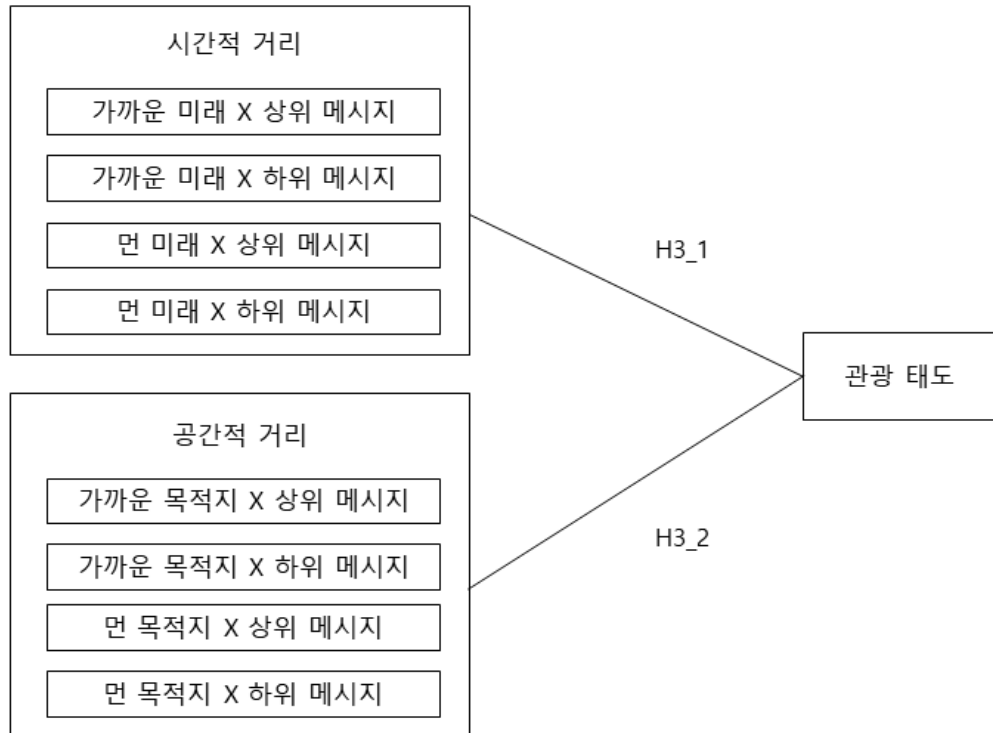 시간적 거리
가까운 미래 X 상위 메시지
가까운 미래 X 하위 메시지
먼 미래 X 상위 메시지
먼 미래 X 하위 메시지
H3_1
관광 태도
공간적 거리
가까운 목적지 X 상위 메시지
가까운 목적지 X 하위 메시지
먼 목적지 X 상위 메시지
먼 목적지 X 하위 메시지
H3_2